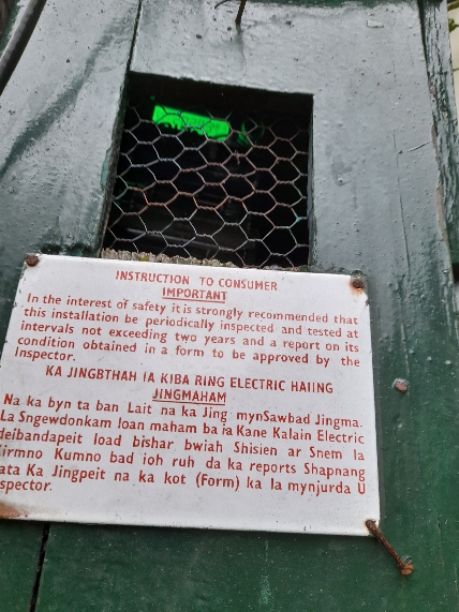 INSTRUCTION TO CONSUMER
IMPORTANT
In the interest of safety it is strongly recommended that
this installation be periodically inspected and tested at
intervals not exceeding two years and a report on its
condition obtained in a form to be approved by the
Inspector.
KA JINGBTHAH IA KIBA RING ELECTRIC HAIING
JINGMAHAM
Na ka byn ta ban Lait na ka Jing mynSawbad Jingma.
La Sngewdonkam Ioan maham ba ia Kane Kalain Electric
deibandapeit load bishar bwiah Shisien ar Snem la
Kumno bad ioh ruh da ka reports Shapnang
Ka Jingpeit na ka kot (Form) ka la mynjurda U